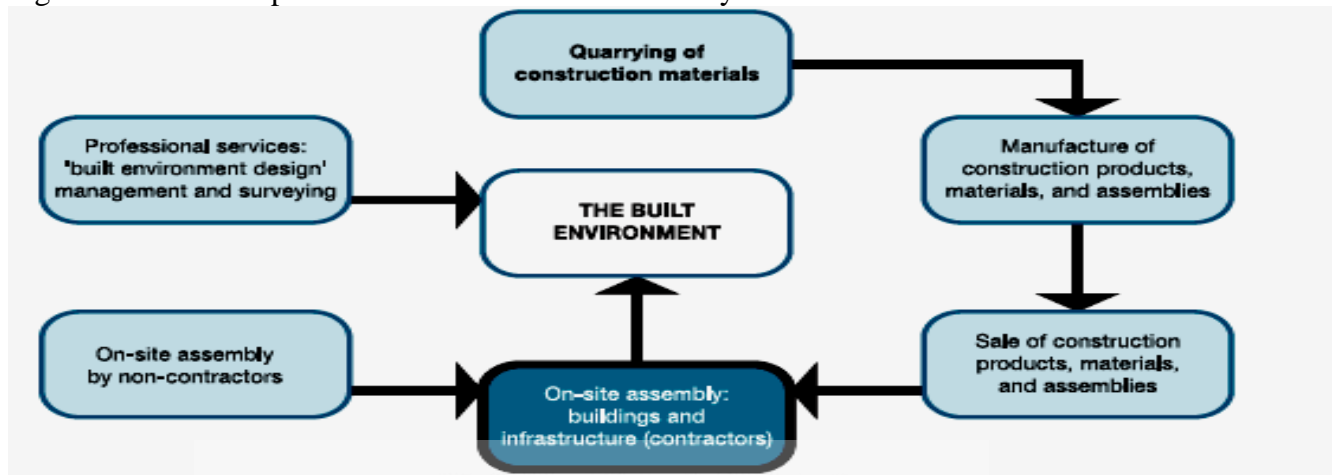 Quarrying of
construction materials
Professional services:
'built environment design'
management and surveying
Manufacture of
construction products,
materials, and assemblies
THE BUILT
ENVIRONMENT
On-site assembly
by non-contractors
On-site assembly:
buildings and
infrastructure (contractors)
Sale of construction
products, materials,
and assemblies